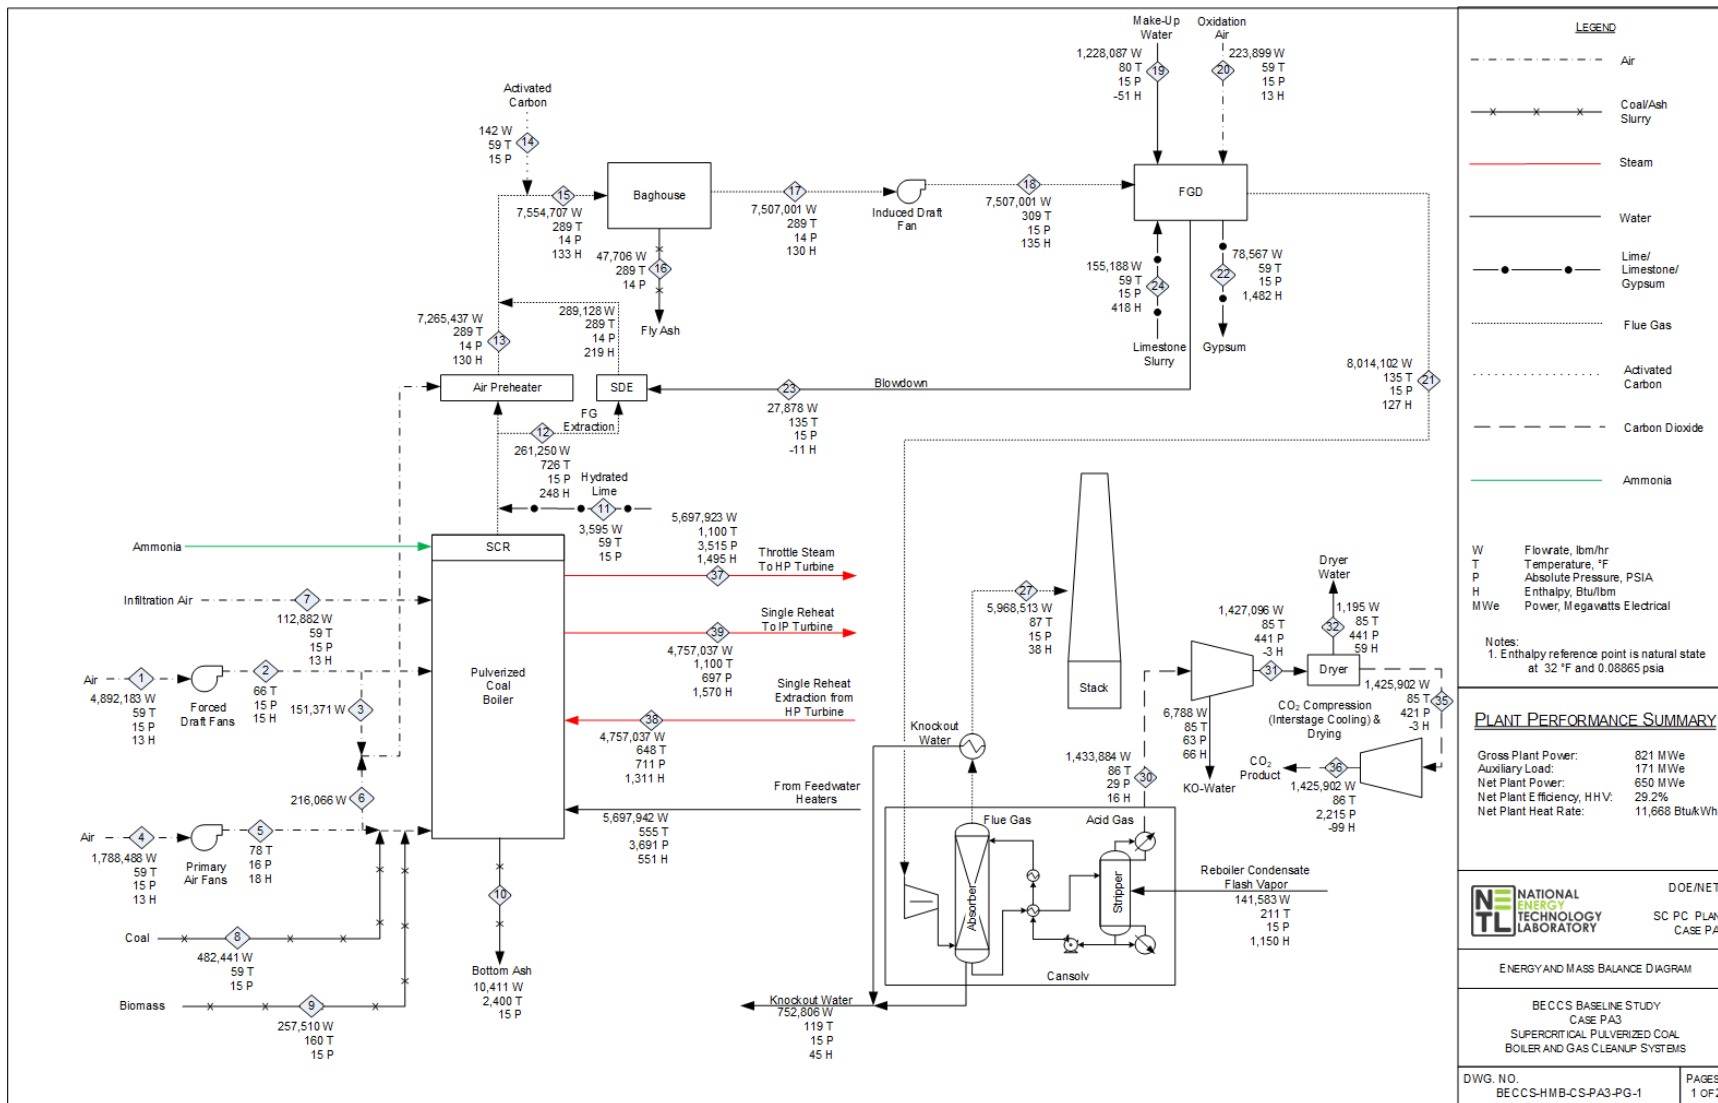 Make-Up
Water
1,228,087 W
80 T
15 P
-51 H
19
Oxidation
Air
223,899 W
59 T
15 P
13 H
20
Activated
Carbon
142 W
59 T
15 P
14
15
7,554,707 W
289 T
14 P
133 H
Baghouse
17
7,507,001 W
289 T
14 P
130 H
Induced Draft
Fan
18
7,507,001 W
309 T
15 P
135 H
FGD
47,706 W
289 T
14 P
16
Fly Ash
155,188 W
59 T
15 P
418 H
24
Limestone
Slurry
78,567 W
59 T
15 P
1,482 H
22
Gypsum
7,265,437 W
289 T
14 P
130 H
13
289,128 W
289 T
14 P
219 H
Air Preheater
SDE
Blowdown
23
27,878 W
135 T
15 P
-11 H
8,014,102 W
135 T
15 P
127 H
21
FG
Extraction
12
261,250 W
726 T
15 P
248 H
Hydrated
Lime
11
3,595 W
59 T
15 P
Ammonia
SCR
Pulverized
Coal
Boiler
Infiltration Air
7
112,882 W
59 T
15 P
13 H
Air
1
4,892,183 W
59 T
15 P
13 H
Forced
Draft Fans
2
66 T
15 P
15 H
151,371 W
3
216,066 W
6
Air
4
1,788,488 W
59 T
15 P
13 H
Primary
Air Fans
5
78 T
16 P
18 H
Coal
8
482,441 W
59 T
15 P
Biomass
9
257,510 W
160 T
15 P
10
Bottom Ash
10,411 W
2,400 T
15 P
5,697,923 W
1,100 T
3,515 P
1,495 H
Throttle Steam
To HP Turbine
37
Single Reheat
To IP Turbine
39
4,757,037 W
1,100 T
697 P
1,570 H
Single Reheat
Extraction from
HP Turbine
38
4,757,037 W
648 T
711 P
1,311 H
From Feedwater
Heaters
5,697,942 W
555 T
3,691 P
551 H
27
5,968,513 W
87 T
15 P
38 H
Stack
Knockout
Water
Flue Gas
Acid Gas
Absorber
Stripper
Cansolv
Knockout Water
752,806 W
119 T
15 P
45 H
1,433,884 W
86 T
29 P
16 H
30
Reboiler Condensate
Flash Vapor
141,583 W
211 T
15 P
1,150 H
1,427,096 W
85 T
441 P
-3 H
31
6,788 W
85 T
63 P
66 H
KO-Water
Dryer
Water
1,195 W
85 T
441 P
59 H
32
Dryer
1,425,902 W
85 T
421 P
-3 H
35
CO₂ Compression
(Interstage Cooling) &
Drying
CO₂
Product
36
1,425,902 W
86 T
2,215 P
-99 H
LEGEND
Air
Coal/Ash
Slurry
Steam
Water
Lime/
Limestone/
Gypsum
Flue Gas
Activated
Carbon
Carbon Dioxide
Ammonia
W Flowrate, lbm/hr
T Temperature, °F
P Absolute Pressure, PSIA
H Enthalpy, Btu/lbm
MWe Power, Megawatts Electrical
Notes:
1. Enthalpy reference point is natural state
at 32 °F and 0.08865 psia
PLANT PERFORMANCE SUMMARY
Gross Plant Power: 821 MWe
Auxiliary Load: 171 MWe
Net Plant Power: 650 MWe
Net Plant Efficiency, HHV: 29.2%
Net Plant Heat Rate: 11,668 Btu/kWh
NETL
NATIONAL
ENERGY
TECHNOLOGY
LABORATORY
DOE/NET
SC PC PLAN
CASE PA
ENERGY AND MASS BALANCE DIAGRAM
BECCS BASELINE STUDY
CASE PA3
SUPERCRITICAL PULVERIZED COAL
BOILER AND GAS CLEANUP SYSTEMS
DWG. NO.
BECCS-HMB-CS-PA3-PG-1
PAGES
1 OF 2